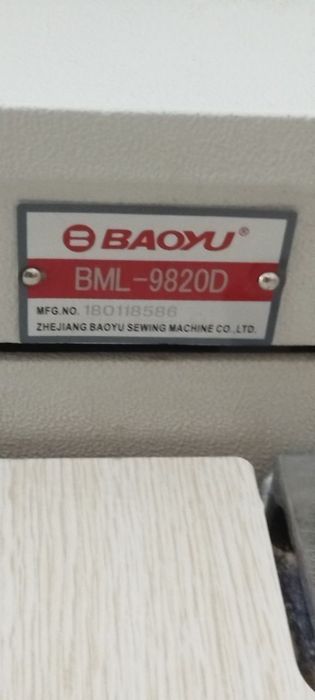 BAOYU®
BML-9820D
MFG.NO. 180118586
ZHEJIANG BAOYU SEWING MACHINE CO.,LTD.